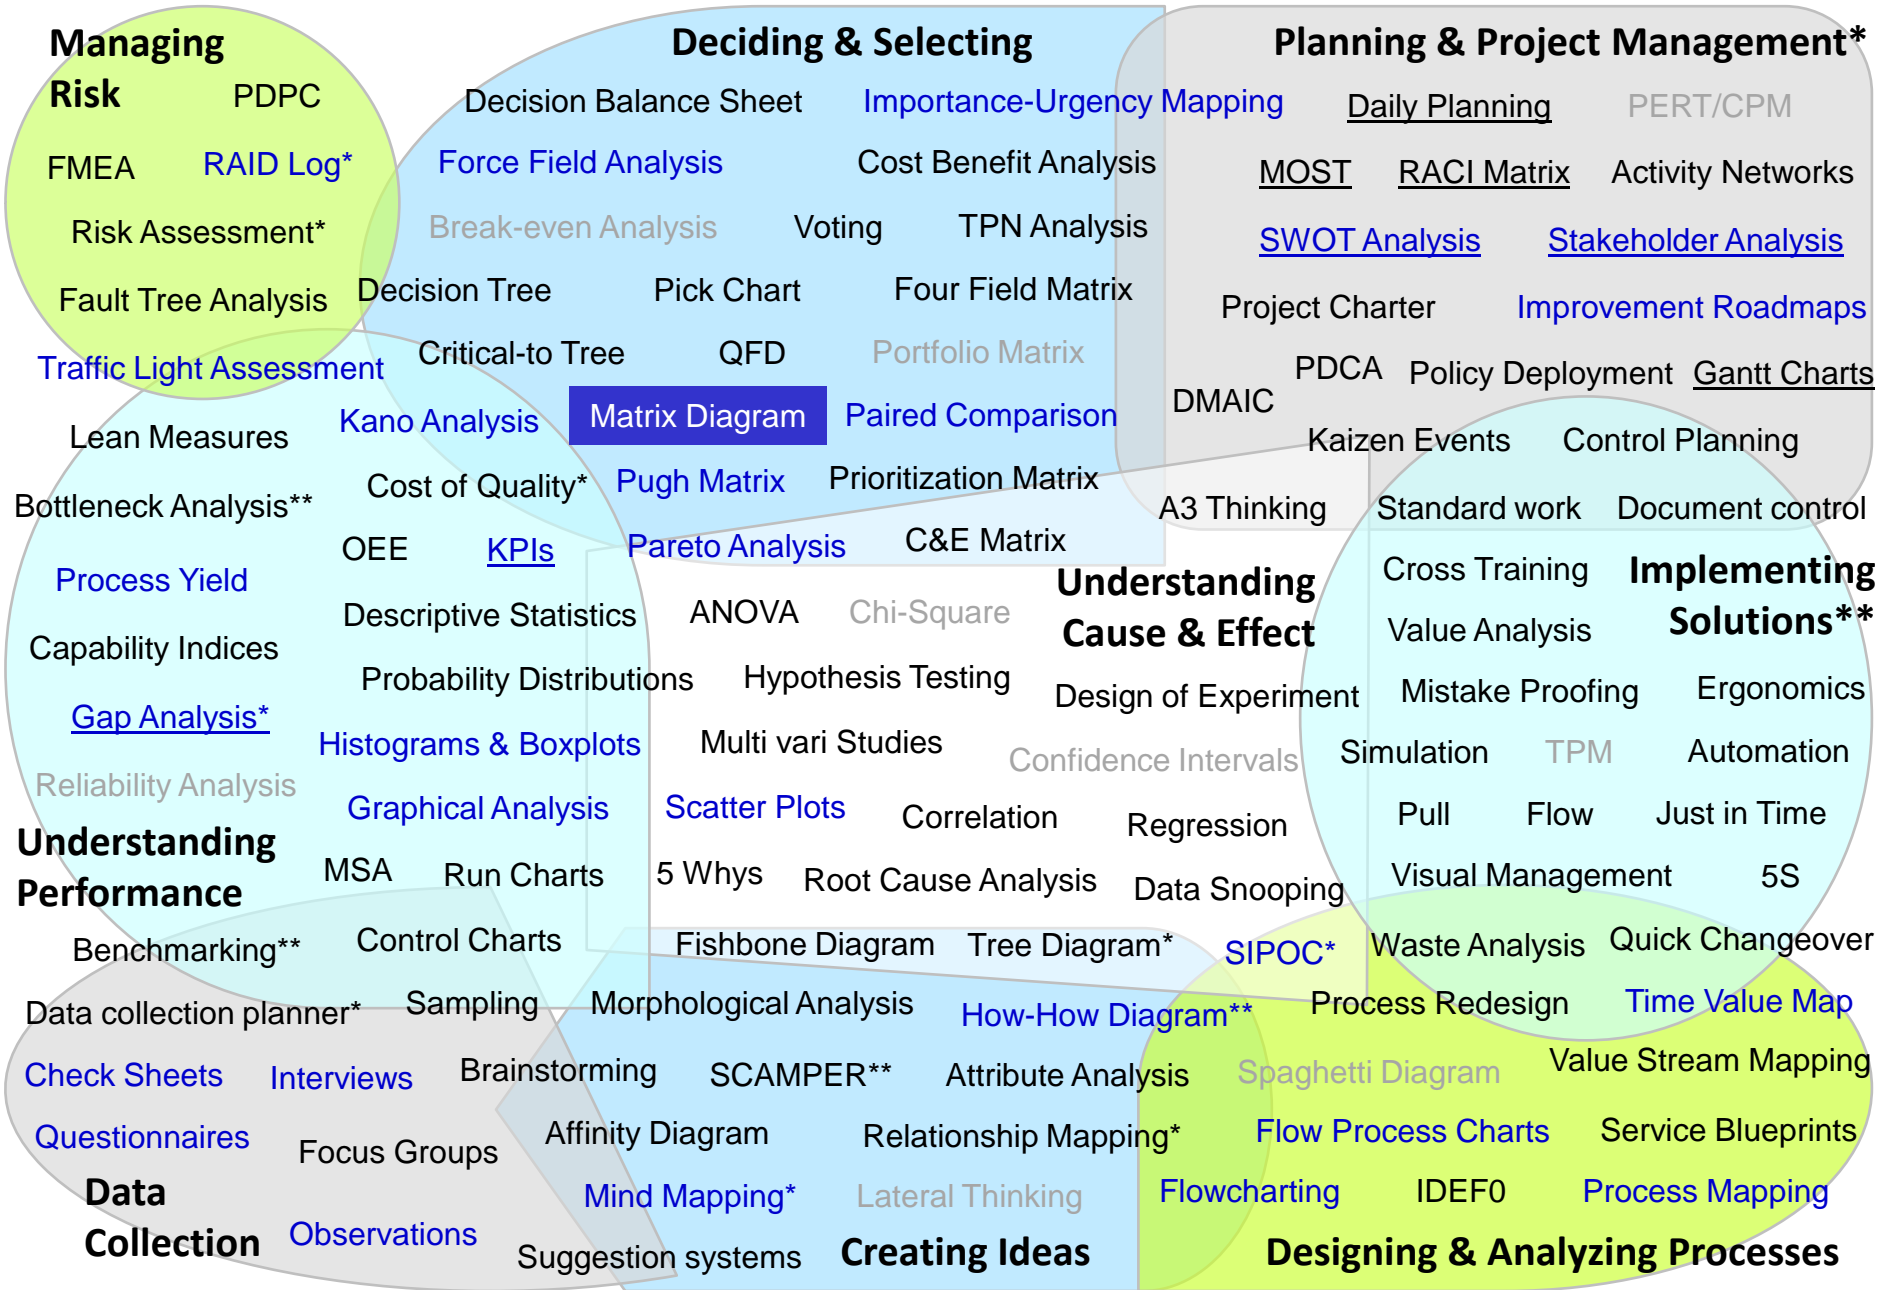 Managing
Risk
PDPC
FMEA
RAID Log*
Risk Assessment*
Fault Tree Analysis
Traffic Light Assessment
Deciding & Selecting
Decision Balance Sheet
Importance-Urgency Mapping
Force Field Analysis
Cost Benefit Analysis
Break-even Analysis
Voting
TPN Analysis
Decision Tree
Pick Chart
Four Field Matrix
Critical-to Tree
QFD
Portfolio Matrix
Kano Analysis
Matrix Diagram
Paired Comparison
Cost of Quality*
Pugh Matrix
Prioritization Matrix
Pareto Analysis
C&E Matrix
Planning & Project Management*
Daily Planning
PERT/CPM
MOST
RACI Matrix
Activity Networks
SWOT Analysis
Stakeholder Analysis
Project Charter
Improvement Roadmaps
PDCA
Policy Deployment
Gantt Charts
DMAIC
Kaizen Events
Control Planning
A3 Thinking
Standard work
Document control
Lean Measures
Bottleneck Analysis**
OEE
KPIs
Process Yield
Descriptive Statistics
Capability Indices
Probability Distributions
Gap Analysis*
Histograms & Boxplots
Reliability Analysis
Graphical Analysis
Understanding
Performance
MSA
Run Charts
Benchmarking**
Control Charts
ANOVA
Chi-Square
Understanding
Cause & Effect
Hypothesis Testing
Design of Experiment
Multi vari Studies
Confidence Intervals
Scatter Plots
Correlation
Regression
5 Whys
Root Cause Analysis
Data Snooping
Fishbone Diagram
Tree Diagram*
SIPOC*
Cross Training
Implementing
Solutions**
Value Analysis
Mistake Proofing
Ergonomics
Simulation
TPM
Automation
Pull
Flow
Just in Time
Visual Management
5S
Waste Analysis
Quick Changeover
Data collection planner*
Sampling
Check Sheets
Interviews
Questionnaires
Focus Groups
Data
Collection
Observations
Morphological Analysis
How-How Diagram**
Brainstorming
SCAMPER**
Attribute Analysis
Affinity Diagram
Relationship Mapping*
Mind Mapping*
Lateral Thinking
Suggestion systems
Creating Ideas
Process Redesign
Time Value Map
Spaghetti Diagram
Value Stream Mapping
Flow Process Charts
Service Blueprints
Flowcharting
IDEF0
Process Mapping
Designing & Analyzing Processes